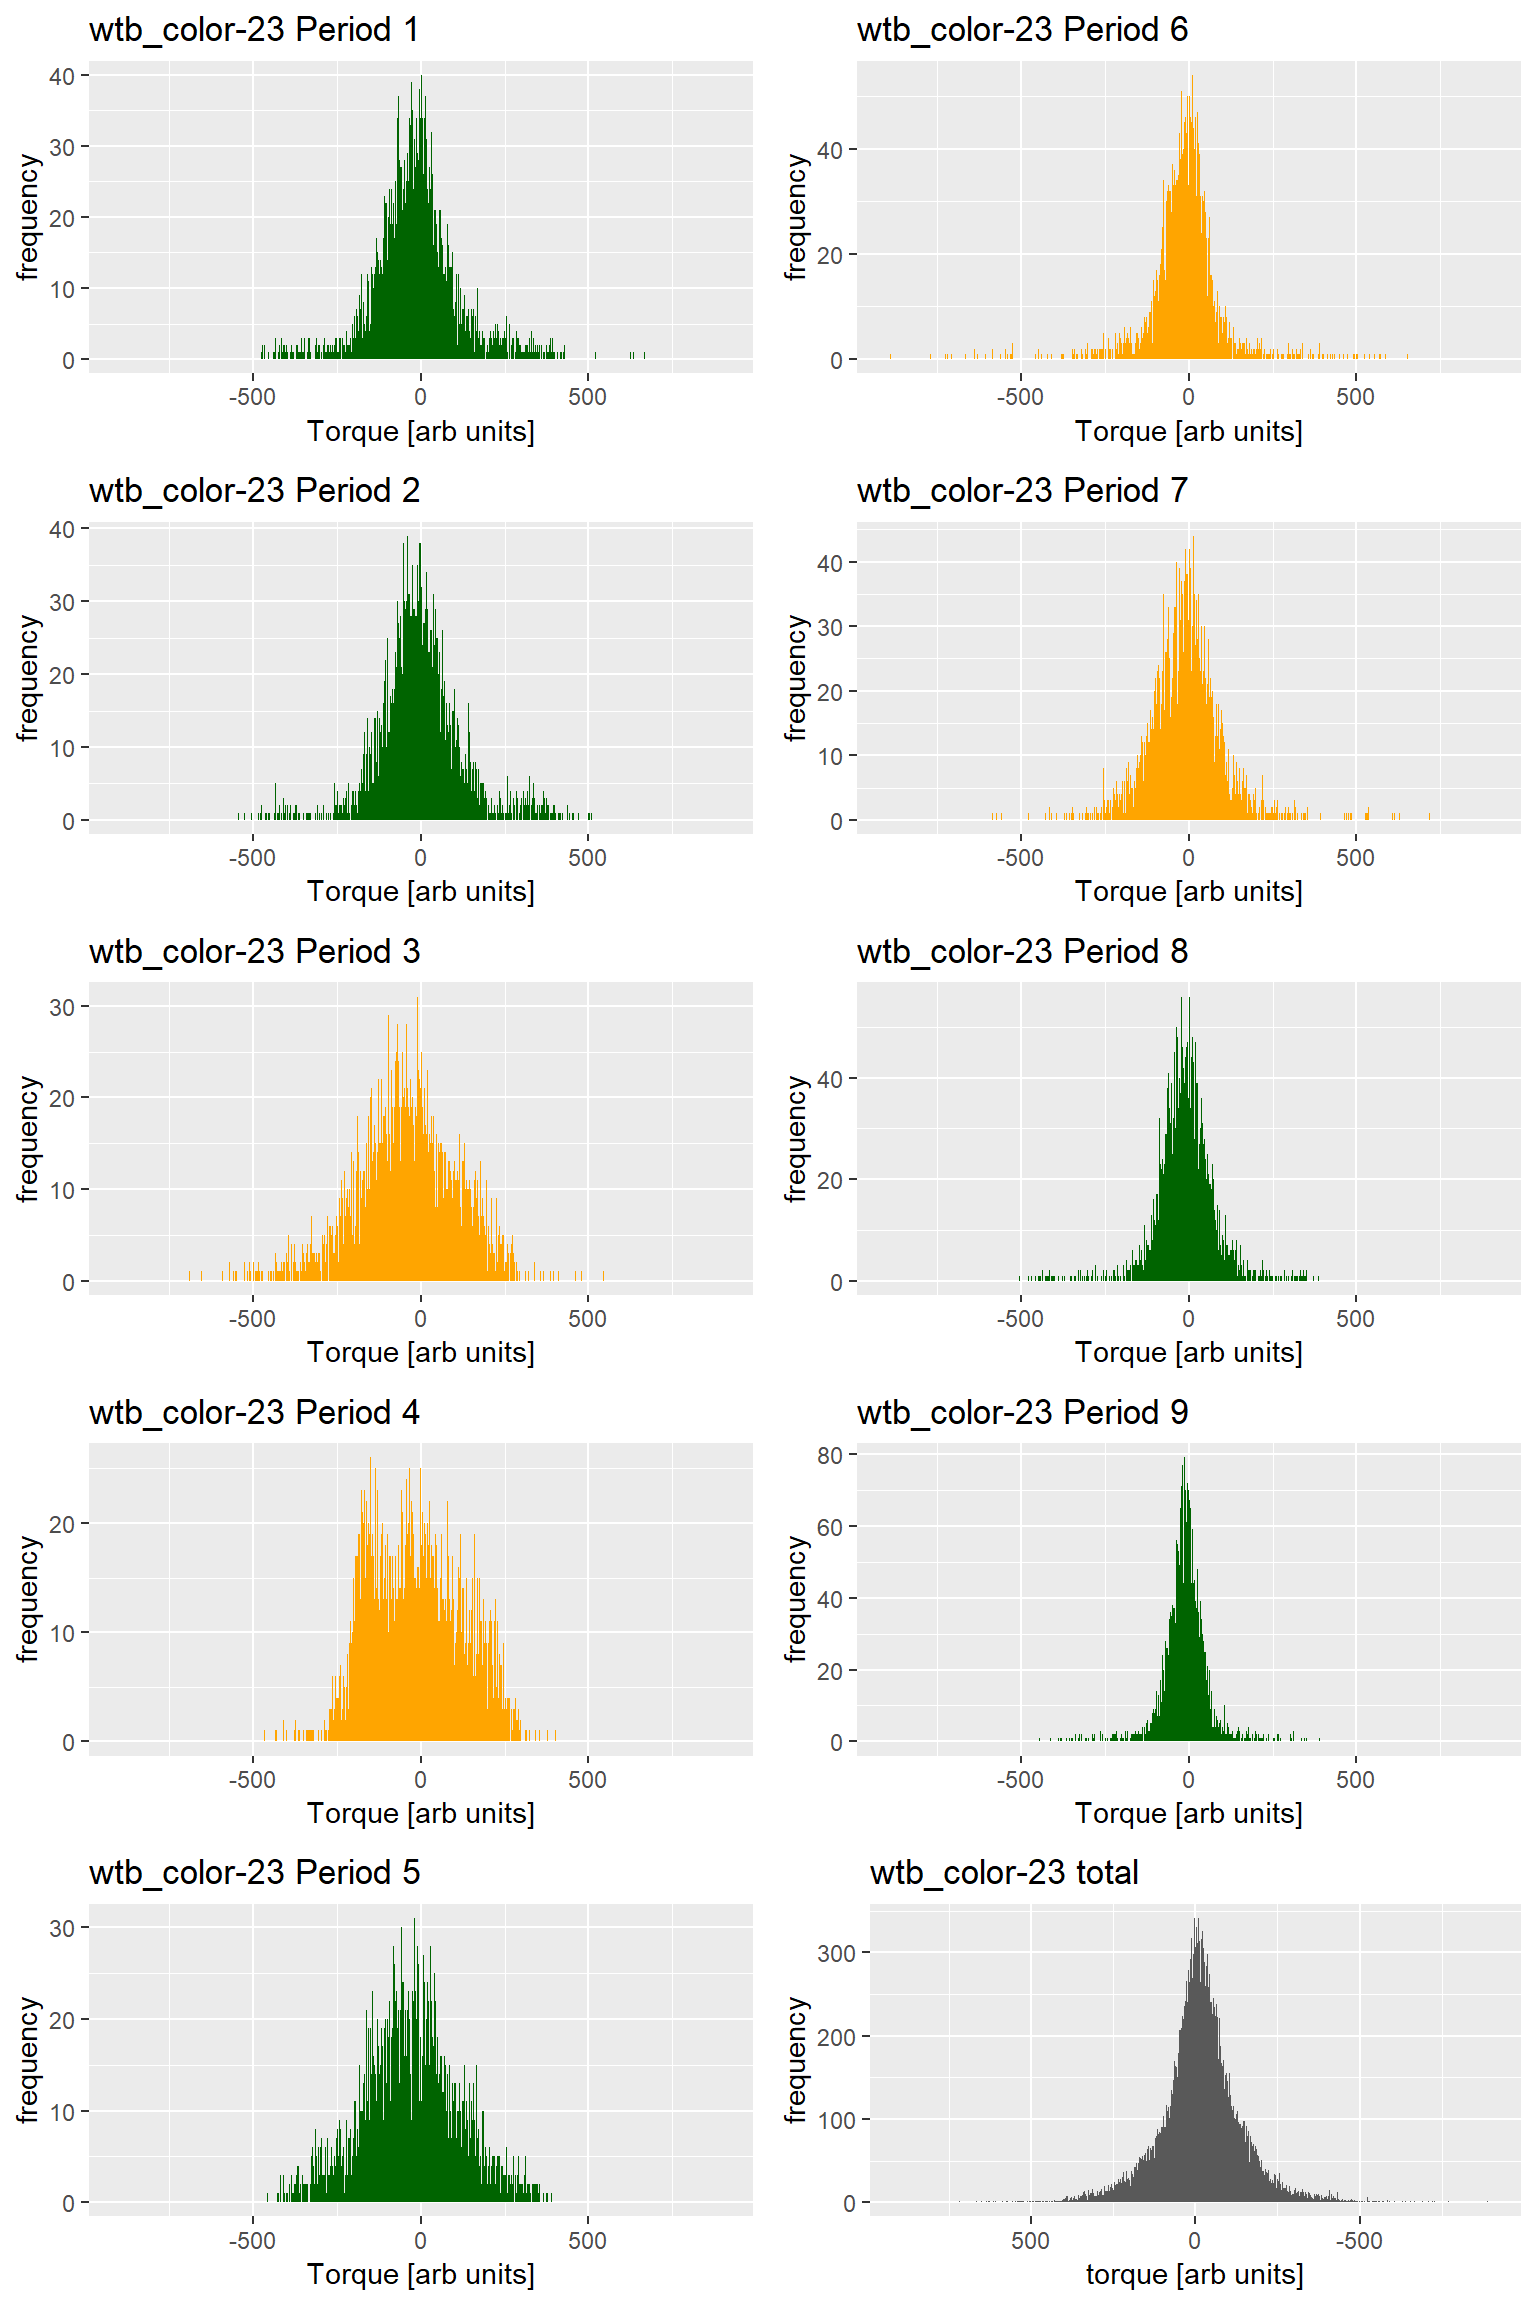 wtb_color-23 Period 1
40
30
20
10
0
frequency
-500 0 500
Torque [arb units]
wtb_color-23 Period 6
40
20
0
frequency
-500 0 500
Torque [arb units]
wtb_color-23 Period 2
40
30
20
10
0
frequency
-500 0 500
Torque [arb units]
wtb_color-23 Period 7
40
30
20
10
0
frequency
-500 0 500
Torque [arb units]
wtb_color-23 Period 3
30
20
10
0
frequency
-500 0 500
Torque [arb units]
wtb_color-23 Period 8
40
20
0
frequency
-500 0 500
Torque [arb units]
wtb_color-23 Period 4
20
10
0
frequency
-500 0 500
Torque [arb units]
wtb_color-23 Period 9
80
60
40
20
0
frequency
-500 0 500
Torque [arb units]
wtb_color-23 Period 5
30
20
10
0
frequency
-500 0 500
Torque [arb units]
wtb_color-23 total
300
200
100
0
frequency
500 0 -500
torque [arb units]